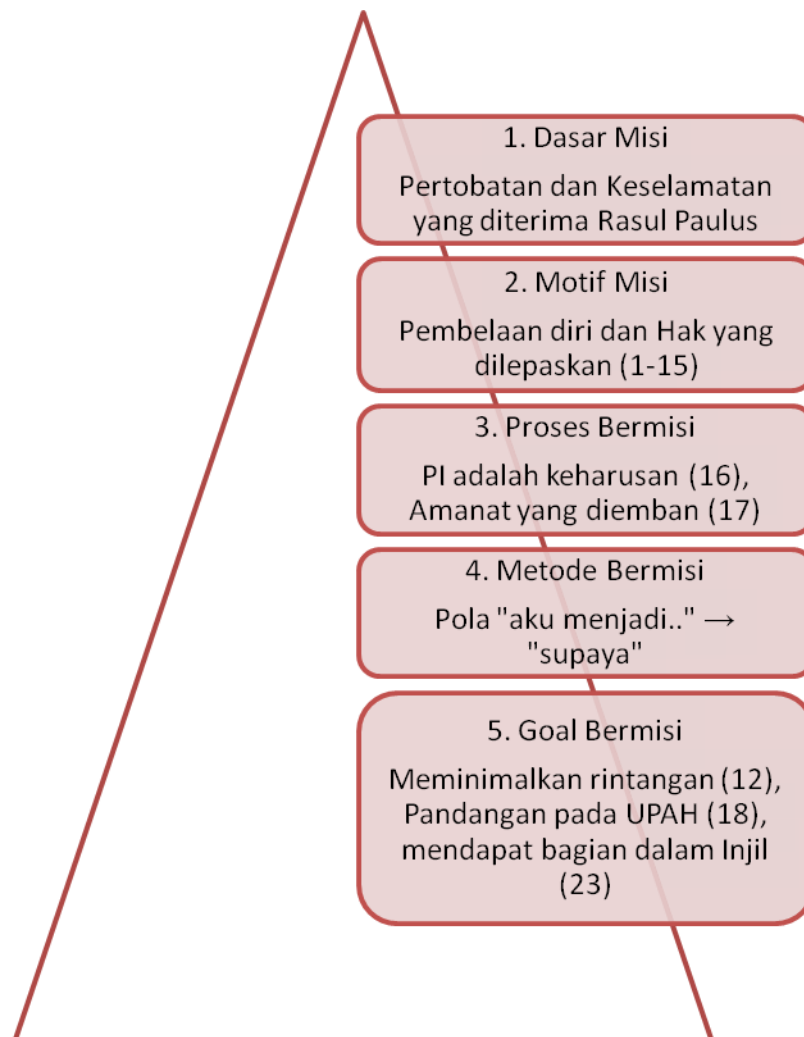 1. Dasar Misi
Pertobatan dan Keselamatan
yang diterima Rasul Paulus
2. Motif Misi
Pembelaan diri dan Hak yang
dilepaskan (1-15)
3. Proses Bermisi
PI adalah keharusan (16),
Amanat yang diemban (17)
4. Metode Bermisi
Pola "aku menjadi.." →
"supaya"
5. Goal Bermisi
Meminimalkan rintangan (12),
Pandangan pada UPAH (18),
mendapat bagian dalam Injil
(23)